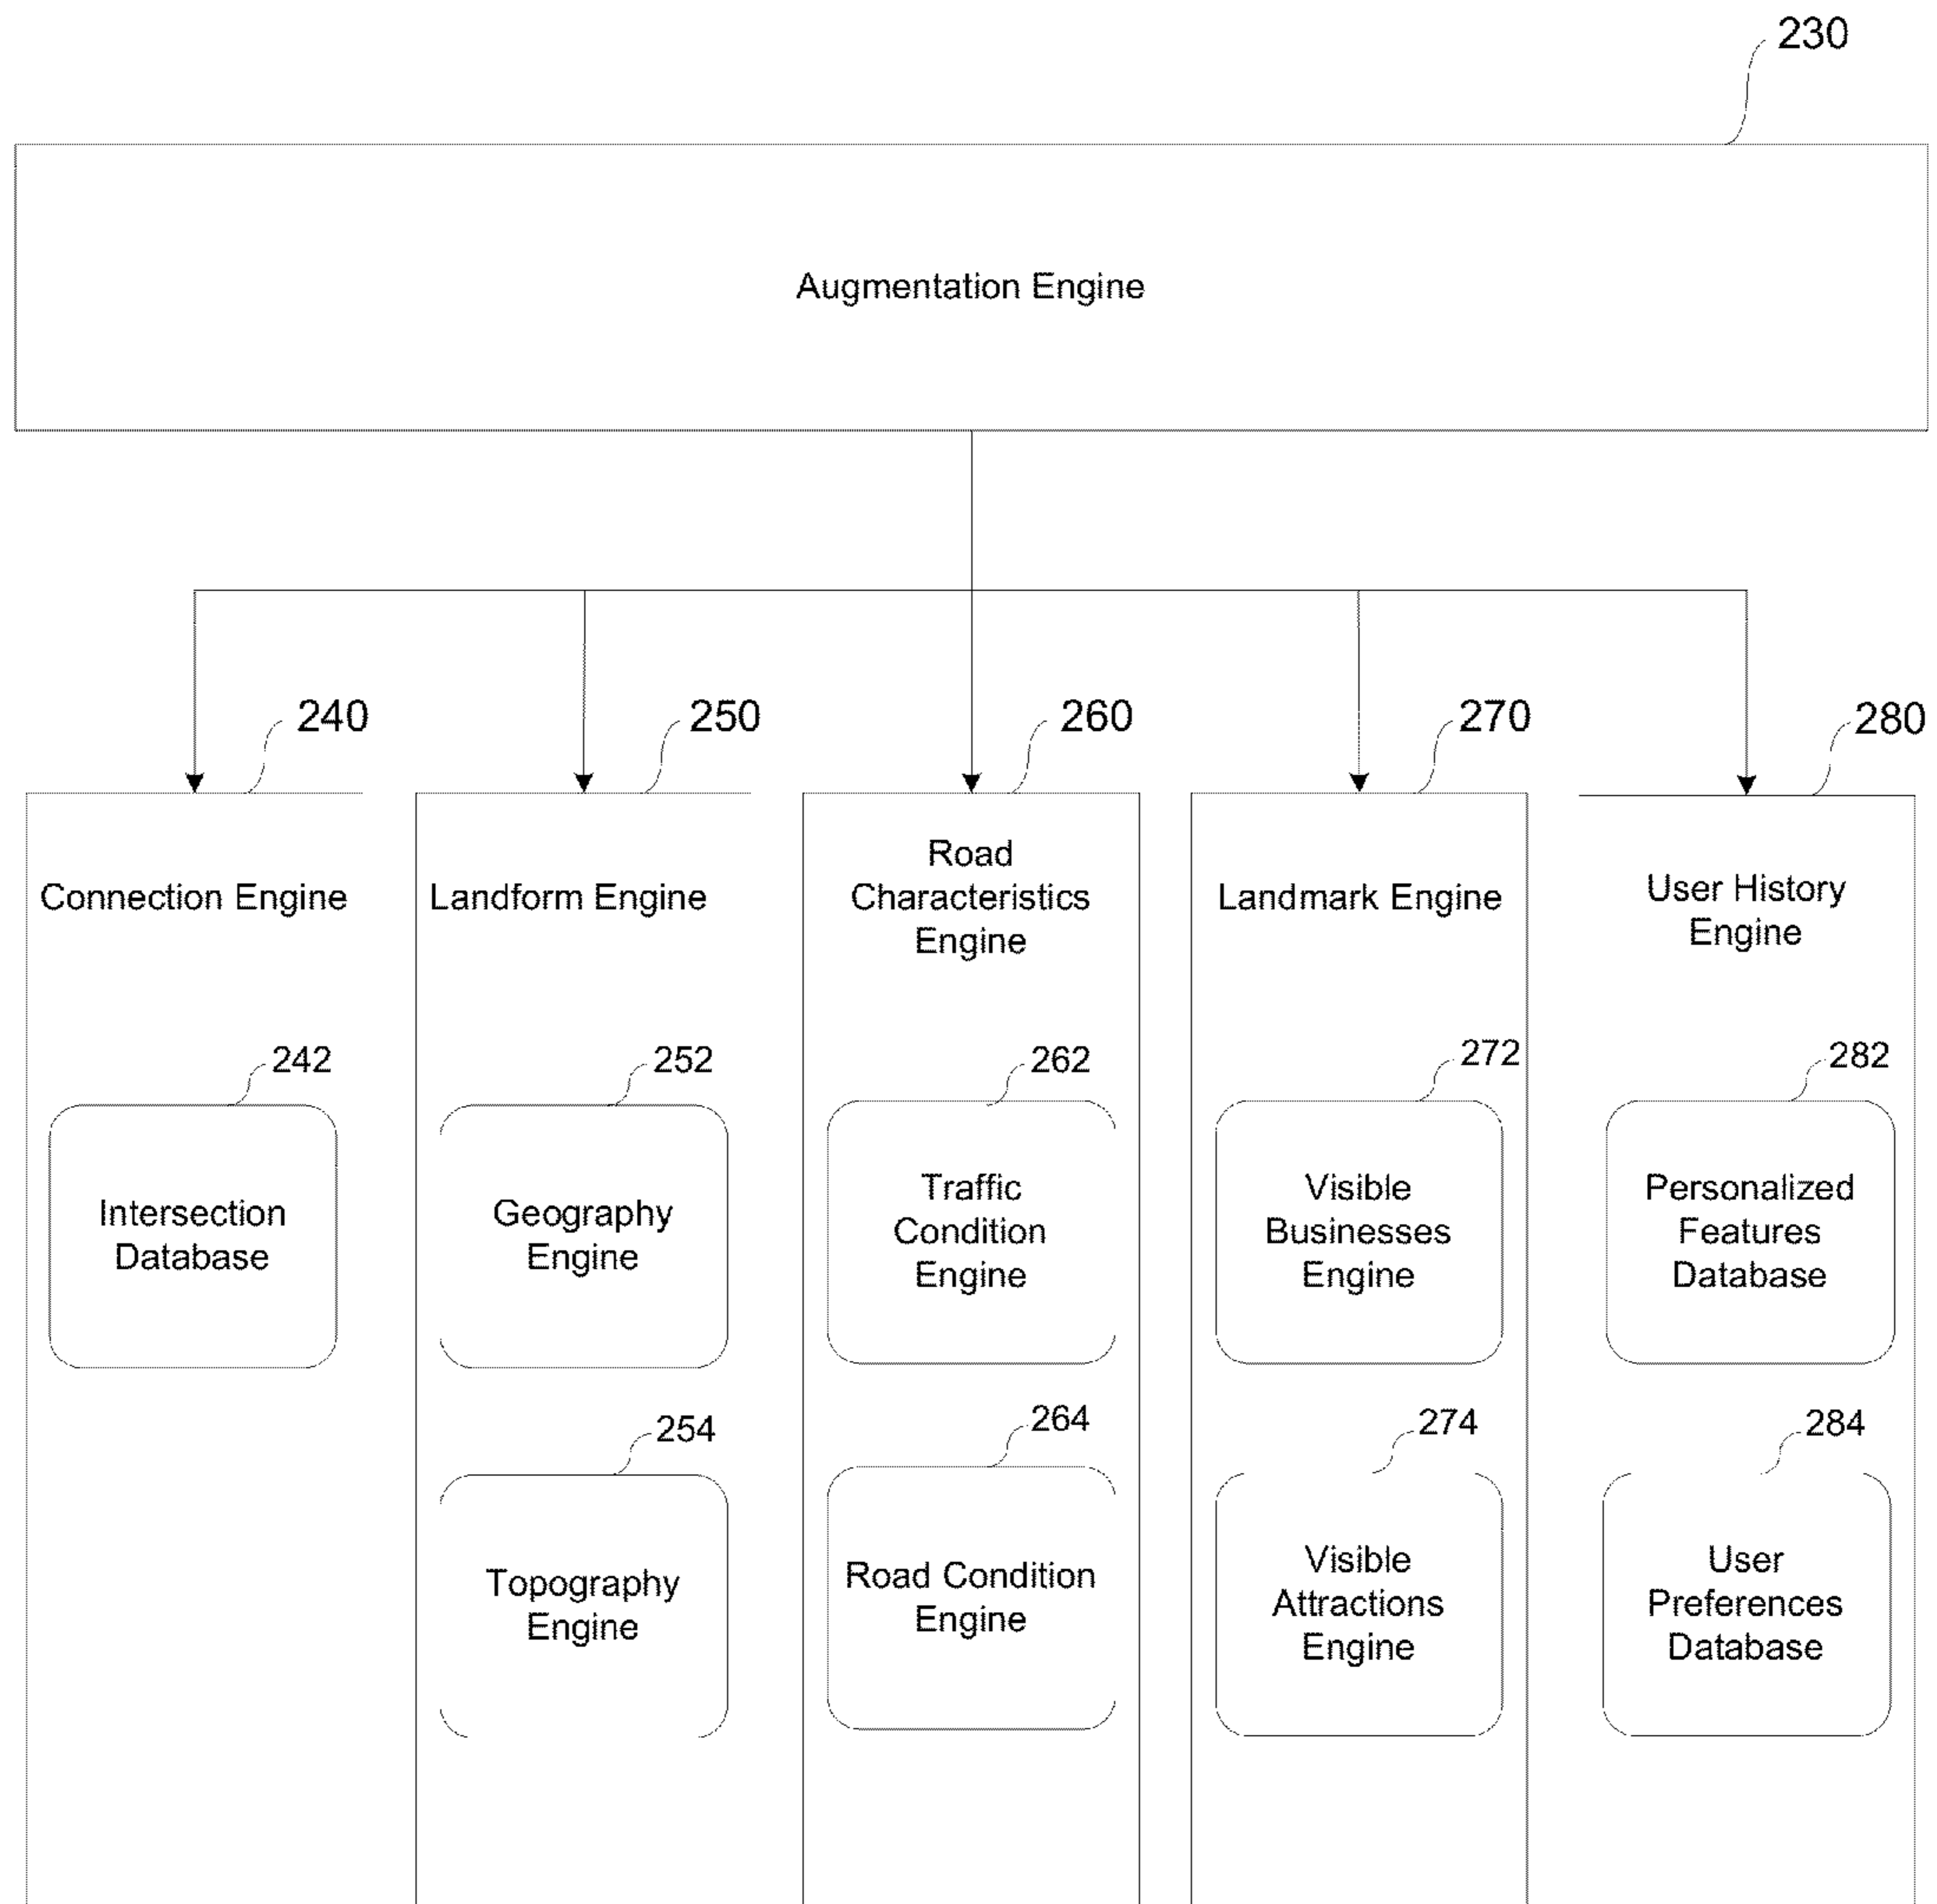 230
Augmentation Engine
240
250
260
270
280
Connection Engine
Landform Engine
Road
Characteristics
Engine
Landmark Engine
User History
Engine
242
252
262
272
282
Intersection
Database
Geography
Engine
Traffic
Condition
Engine
Visible
Businesses
Engine
Personalized
Features
Database
254
264
274
284
Topography
Engine
Road Condition
Engine
Visible
Attractions
Engine
User
Preferences
Database